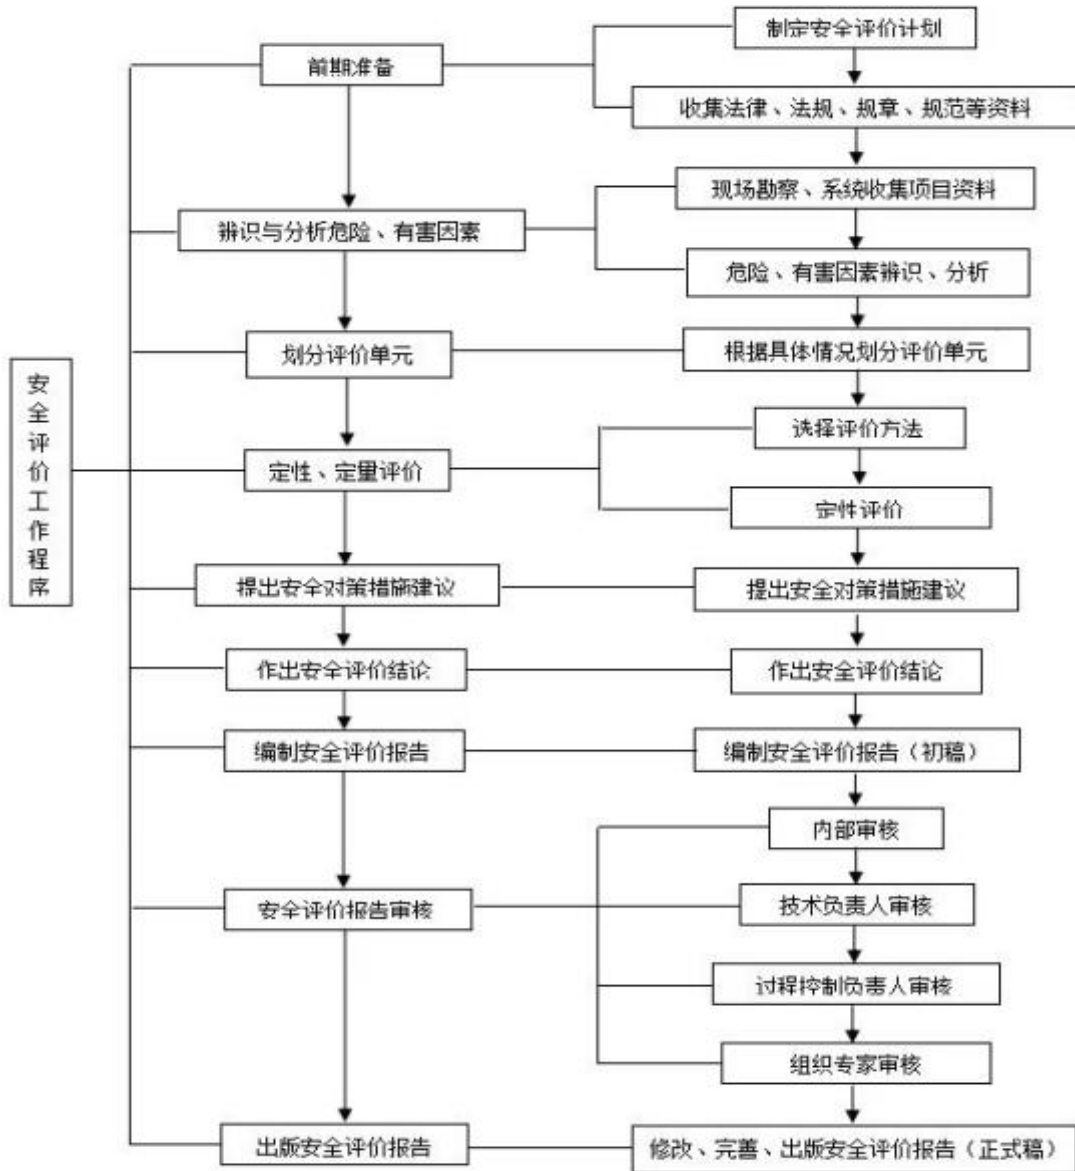 安全评价工作程序
前期准备
制定安全评价计划
收集法律、法规、规章、规范等资料
辨识与分析危险、有害因素
现场勘察、系统收集项目资料
危险、有害因素辨识、分析
划分评价单元
根据具体情况划分评价单元
定性、定量评价
选择评价方法
定性评价
提出安全对策措施建议
提出安全对策措施建议
作出安全评价结论
作出安全评价结论
编制安全评价报告
编制安全评价报告（初稿）
安全评价报告审核
内部审核
技术负责人审核
过程控制负责人审核
组织专家审核
出版安全评价报告
修改、完善、出版安全评价报告（正式稿）